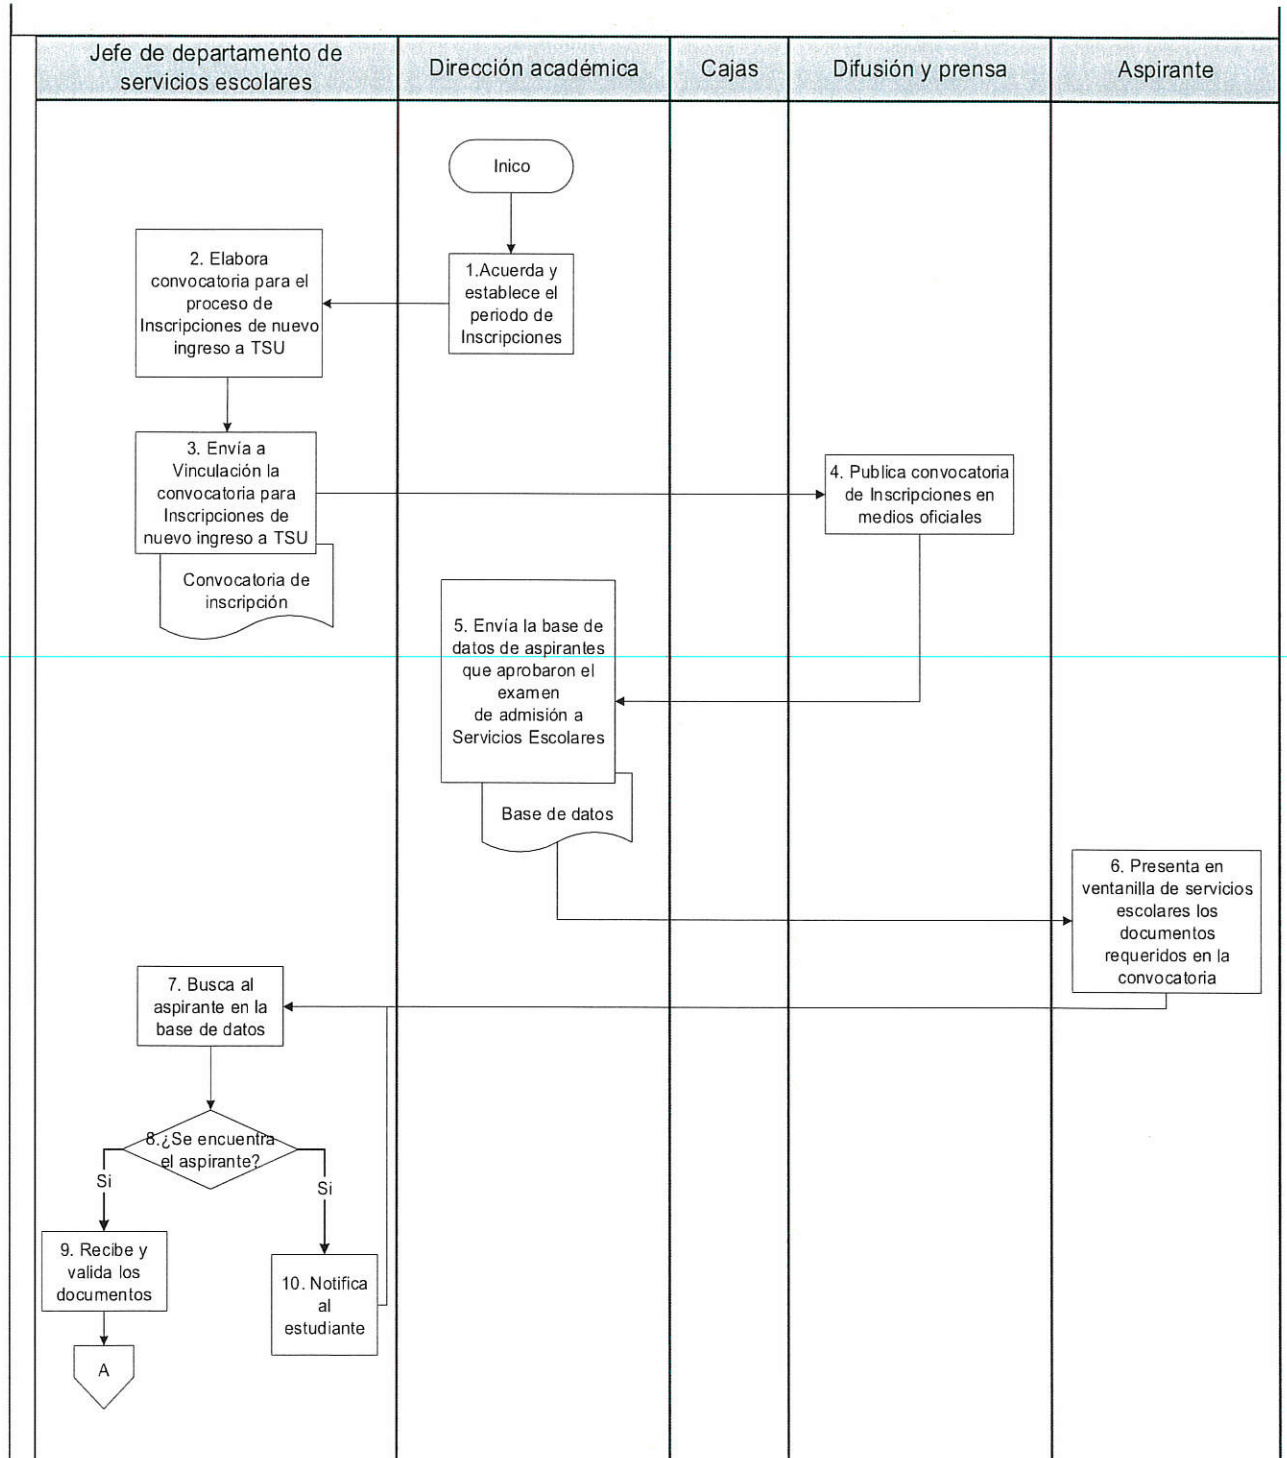 Jefe de departamento de
servicios escolares
Dirección académica
Cajas
Difusión y prensa
Aspirante
Inico
1.Acuerda y
establece el
periodo de
Inscripciones
2. Elabora
convocatoria para el
proceso de
Inscripciones de nuevo
ingreso a TSU
3. Envía a
Vinculación la
convocatoria para
Inscripciones de
nuevo ingreso a TSU
Convocatoria de
inscripción
4. Publica convocatoria
de Inscripciones en
medios oficiales
5. Envía la base de
datos de aspirantes
que aprobaron el
examen
de admisión a
Servicios Escolares
Base de datos
6. Presenta en
ventanilla de servicios
escolares los
documentos
requeridos en la
convocatoria
7. Busca al
aspirante en la
base de datos
8.¿Se encuentra
el aspirante?
Si
Si
9. Recibe y
valida los
documentos
10. Notifica
al
estudiante
A